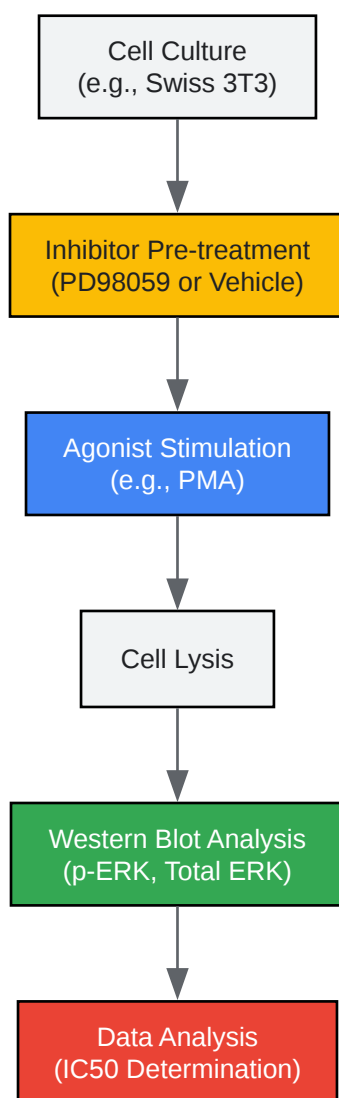 Cell Culture
(e.g., Swiss 3T3)
Inhibitor Pre-treatment
(PD98059 or Vehicle)
Agonist Stimulation
(e.g., PMA)
Cell Lysis
Western Blot Analysis
(p-ERK, Total ERK)
Data Analysis
(IC50 Determination)